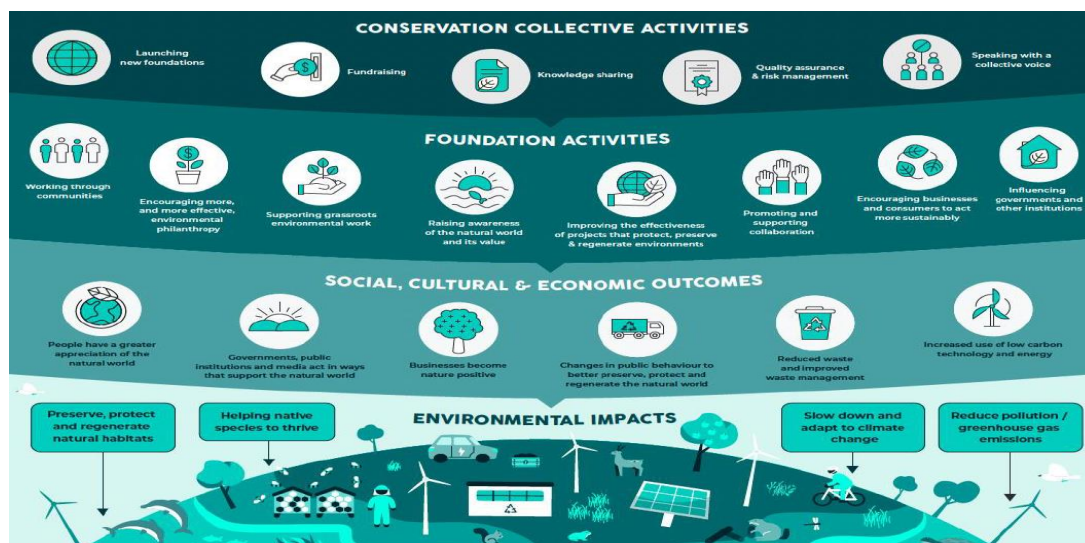 CONSERVATION COLLECTIVE ACTIVITIES
Launching
new foundations
Fundraising
Knowledge sharing
Quality assurance
& risk management
Speaking with a
collective voice
FOUNDATION ACTIVITIES
Working through
communities
Encouraging more,
and more effective,
environmental
philanthropy
Supporting grassroots
environmental work
Raising awareness
of the natural world
and its value
Improving the effectiveness
of projects that protect, preserve
& regenerate environments
Promoting and
supporting
collaboration
Encouraging businesses
and consumers to act
more sustainably
Influencing
governments and
other institutions
SOCIAL, CULTURAL & ECONOMIC OUTCOMES
People have a greater
appreciation of the
natural world
Governments, public
institutions and media act in ways
that support the natural world
Businesses become
nature positive
Changes in public behaviour to
better preserve, protect and
regenerate the natural world
Reduced waste
and improved
waste management
Increased use of low carbon
technology and energy
ENVIRONMENTAL IMPACTS
Preserve, protect
and regenerate
natural habitats
Helping native
species to thrive
Slow down and
adapt to climate
change
Reduce pollution /
greenhouse gas
emissions